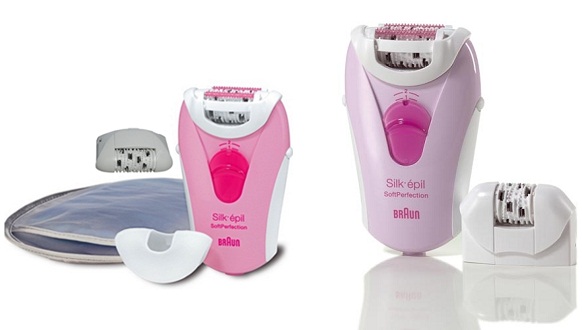 Silk·épil
SoftPerfection
BRAUN
Silk·épil
SoftPerfection
BRAUN